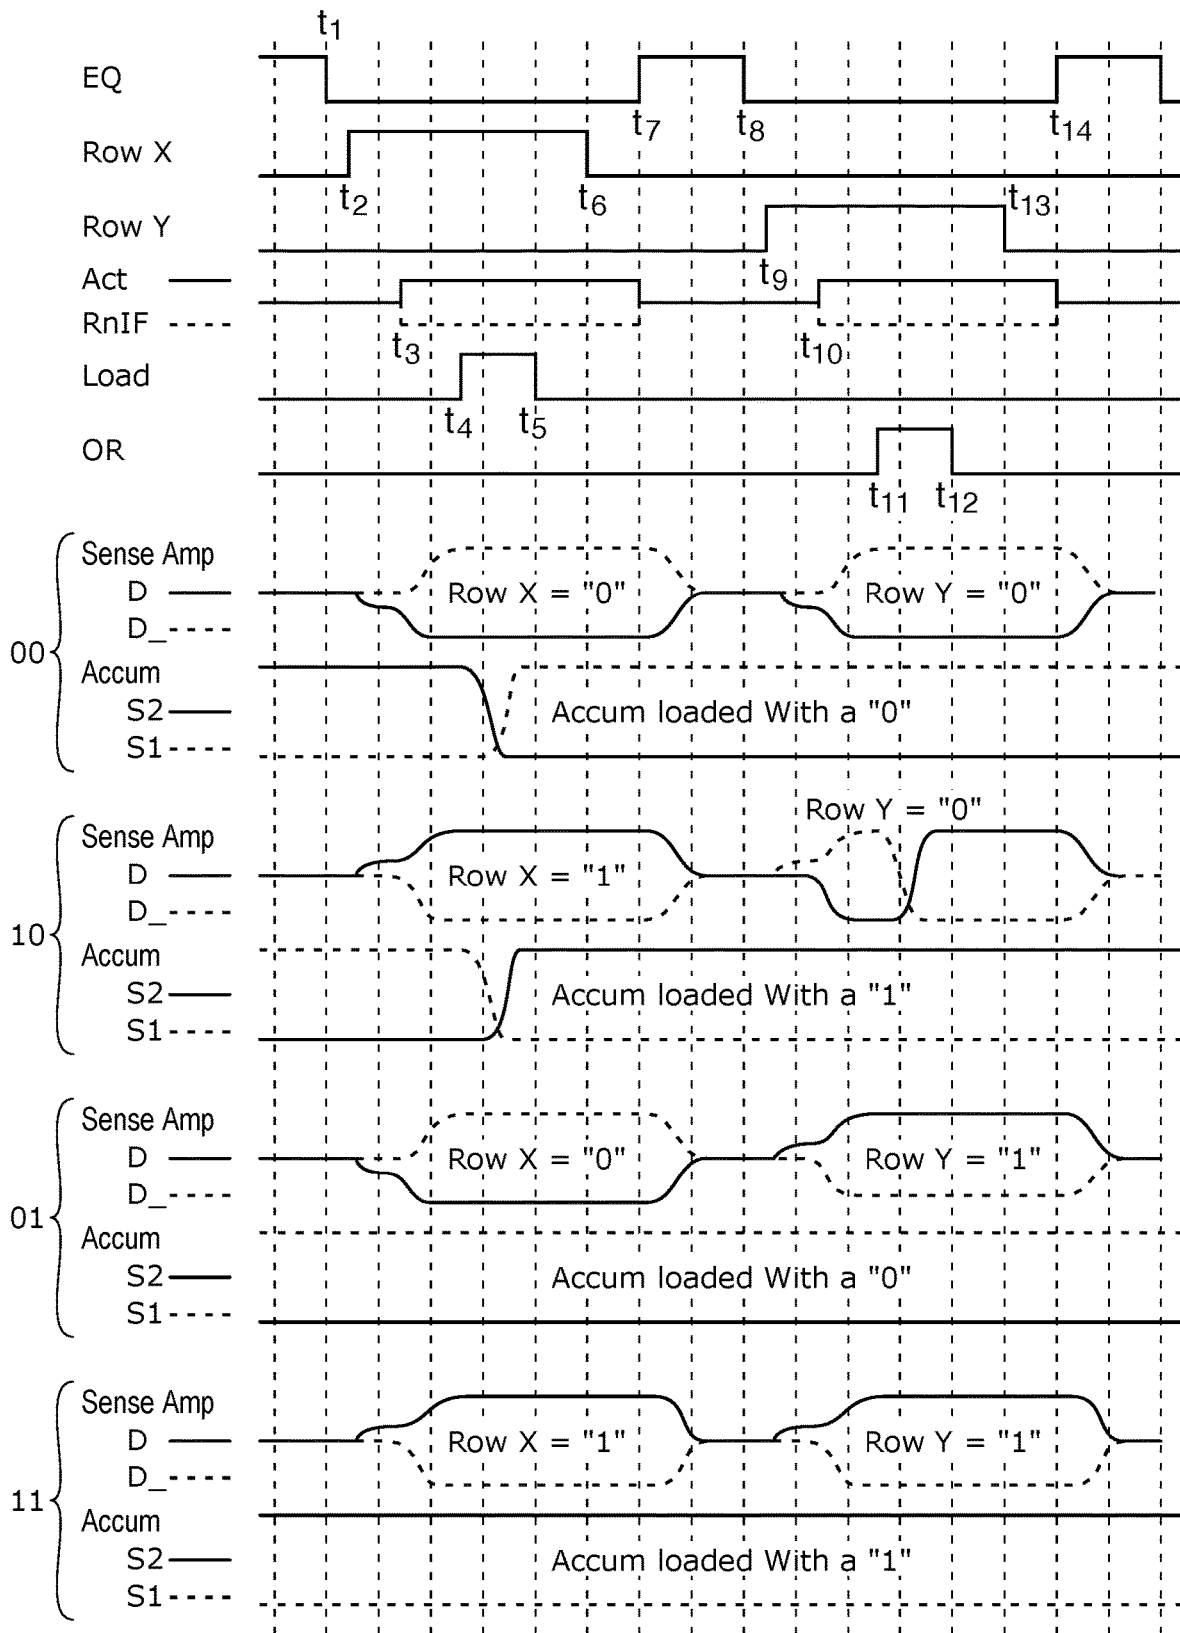 t1
EQ
t7 t8 t14
Row X
t2 t6 t13
Row Y
t9
Act
RnIF
t3 t10
Load
t4 t5
OR
t11 t12
00
Sense Amp
D Row X = "0" Row Y = "0"
D_
Accum
S2 Accum loaded With a "0"
S1
Row Y = "0"
10
Sense Amp
D Row X = "1"
D_
Accum
S2 Accum loaded With a "1"
S1
01
Sense Amp
D Row X = "0" Row Y = "1"
D_
Accum
S2 Accum loaded With a "0"
S1
11
Sense Amp
D Row X = "1" Row Y = "1"
D_
Accum
S2 Accum loaded With a "1"
S1